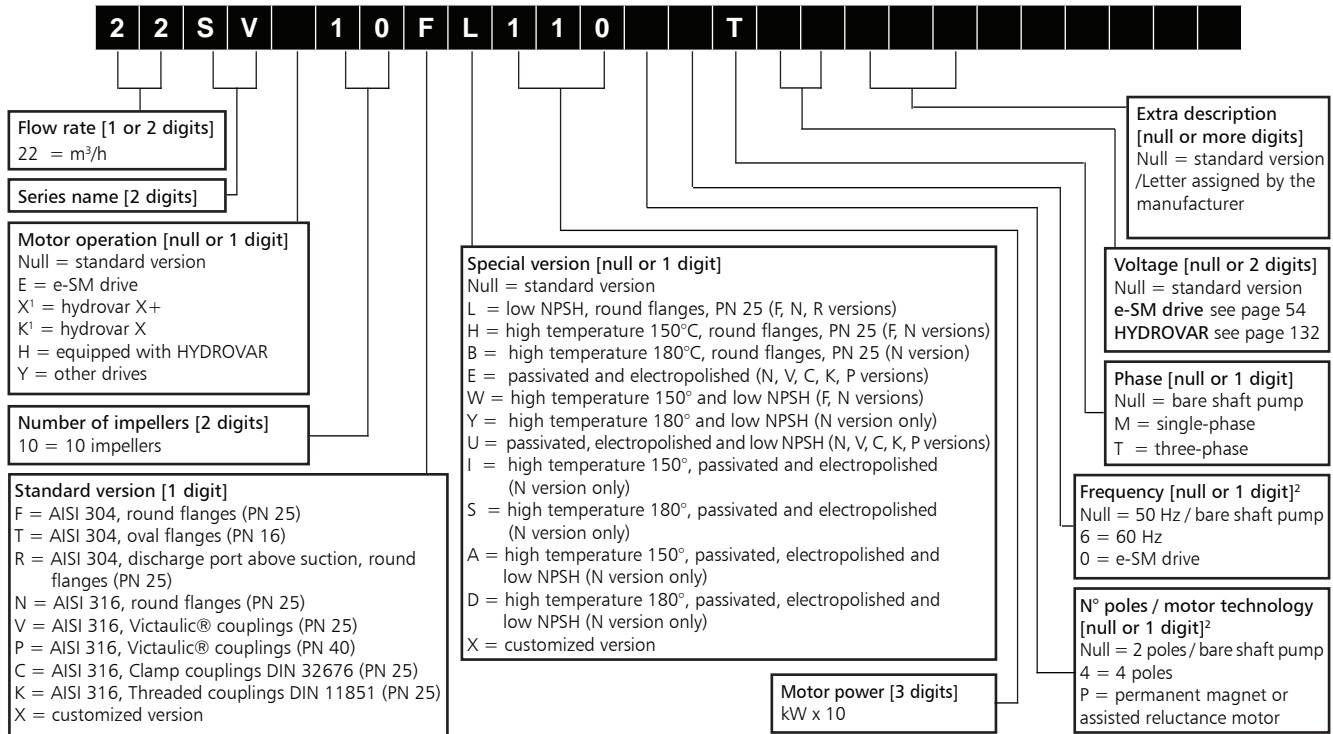 22SV 10FL110 T
Flow rate [1 or 2 digits]
22 = m³/h
Series name [2 digits]
Motor operation [null or 1 digit]
Null = standard version
E = e-SM drive
X¹ = hydrovar X+
K¹ = hydrovar X
H = equipped with HYDROVAR
Y = other drives
Number of impellers [2 digits]
10 = 10 impellers
Standard version [1 digit]
F = AISI 304, round flanges (PN 25)
T = AISI 304, oval flanges (PN 16)
R = AISI 304, discharge port above suction, round
flanges (PN 25)
N = AISI 316, round flanges (PN 25)
V = AISI 316, Victaulic® couplings (PN 25)
P = AISI 316, Victaulic® couplings (PN 40)
C = AISI 316, Clamp couplings DIN 32676 (PN 25)
K = AISI 316, Threaded couplings DIN 11851 (PN 25)
X = customized version
Special version [null or 1 digit]
Null = standard version
L = low NPSH, round flanges, PN 25 (F, N, R versions)
H = high temperature 150°C, round flanges, PN 25 (F, N versions)
B = high temperature 180°C, round flanges, PN 25 (N version)
E = passivated and electropolished (N, V, C, K, P versions)
W = high temperature 150° and low NPSH (F, N versions)
Y = high temperature 180° and low NPSH (N version only)
U = passivated, electropolished and low NPSH (N, V, C, K, P versions)
I = high temperature 150°, passivated and electropolished
(N version only)
S = high temperature 180°, passivated and electropolished
(N version only)
A = high temperature 150°, passivated, electropolished and
low NPSH (N version only)
D = high temperature 180°, passivated, electropolished and
low NPSH (N version only)
X = customized version
Motor power [3 digits]
kW x 10
Extra description
[null or more digits]
Null = standard version
/Letter assigned by the
manufacturer
Voltage [null or 2 digits]
Null = standard version
e-SM drive see page 54
HYDROVAR see page 132
Phase [null or 1 digit]
Null = bare shaft pump
M = single-phase
T = three-phase
Frequency [null or 1 digit]²
Null = 50 Hz / bare shaft pump
6 = 60 Hz
0 = e-SM drive
N° poles / motor technology
[null or 1 digit]²
Null = 2 poles / bare shaft pump
4 = 4 poles
P = permanent magnet or
assisted reluctance motor